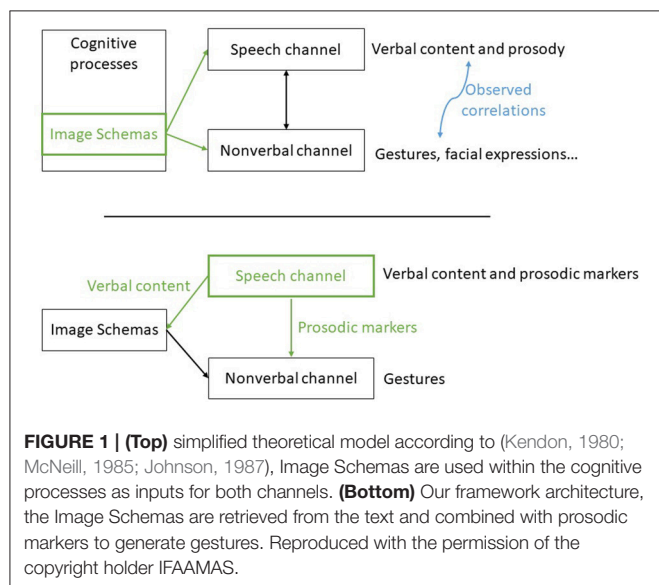 Cognitive
processes
Speech channel
Verbal content and prosody
Observed
correlations
Image Schemas
Nonverbal channel
Gestures, facial expressions...
Verbal content
Speech channel
Verbal content and prosodic markers
Image Schemas
Prosodic markers
Nonverbal channel
Gestures
FIGURE 1 | (Top) simplified theoretical model according to (Kendon, 1980;
McNeill, 1985; Johnson, 1987), Image Schemas are used within the cognitive
processes as inputs for both channels. (Bottom) Our framework architecture,
the Image Schemas are retrieved from the text and combined with prosodic
markers to generate gestures. Reproduced with the permission of the
copyright holder IFAAMAS.